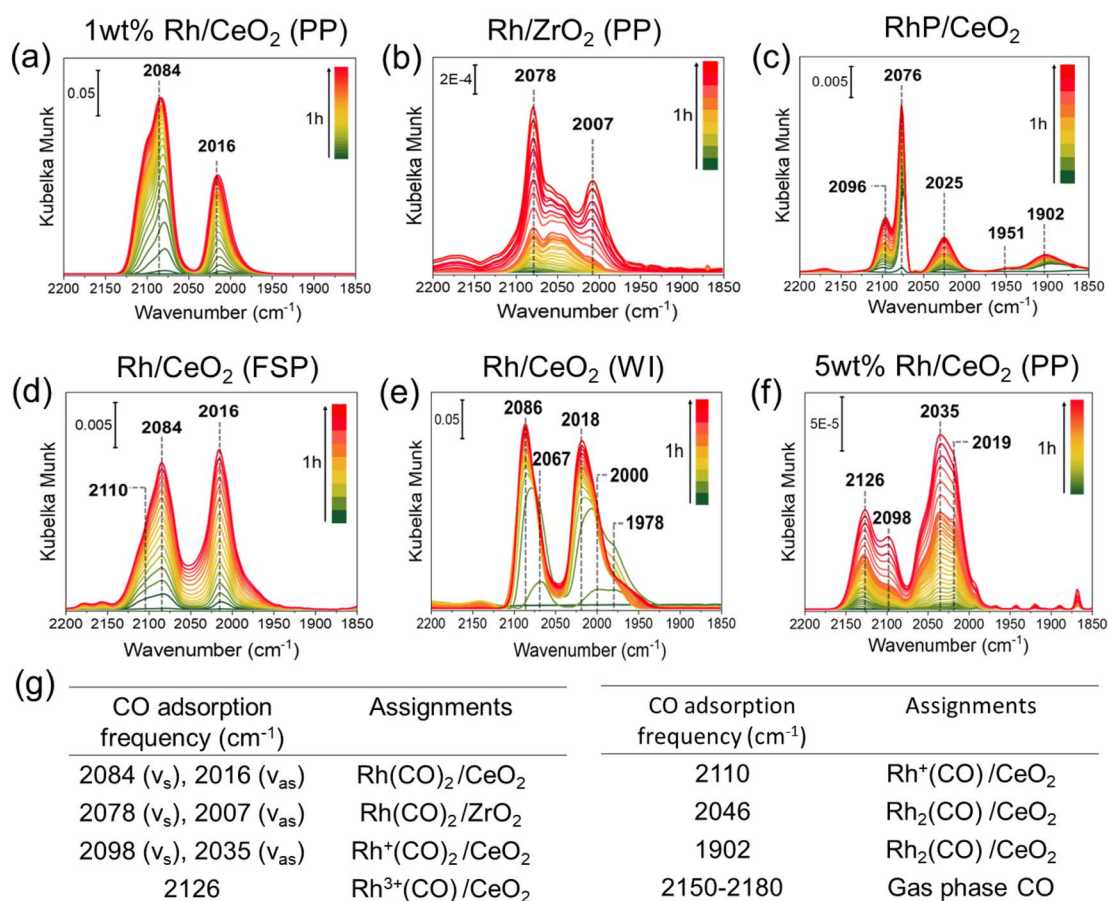 (a)
1wt% Rh/CeO₂ (PP)
0.05
2084
2016
1h
Kubelka Munk
2200 2150 2100 2050 2000 1950 1900 1850
Wavenumber (cm⁻¹)
(b)
Rh/ZrO₂ (PP)
2E-4
2078
2007
1h
Kubelka Munk
2200 2150 2100 2050 2000 1950 1900 1850
Wavenumber (cm⁻¹)
(c)
RhP/CeO₂
0.005
2076
2096
2025
1951
1902
1h
Kubelka Munk
2200 2150 2100 2050 2000 1950 1900 1850
Wavenumber (cm⁻¹)
(d)
Rh/CeO₂ (FSP)
0.005
2084
2016
2110
1h
Kubelka Munk
2200 2150 2100 2050 2000 1950 1900 1850
Wavenumber (cm⁻¹)
(e)
Rh/CeO₂ (WI)
0.05
2086
2067
2018
2000
1978
1h
Kubelka Munk
2200 2150 2100 2050 2000 1950 1900 1850
Wavenumber (cm⁻¹)
(f)
5wt% Rh/CeO₂ (PP)
5E-5
2035
2019
2126
2098
1h
Kubelka Munk
2200 2150 2100 2050 2000 1950 1900 1850
Wavenumber (cm⁻¹)
(g)
CO adsorption frequency (cm⁻¹) Assignments
2084 (vₛ), 2016 (vₐₛ) Rh(CO)₂/CeO₂
2078 (vₛ), 2007 (vₐₛ) Rh(CO)₂/ZrO₂
2098 (vₛ), 2035 (vₐₛ) Rh⁺(CO)₂/CeO₂
2126 Rh³⁺(CO)/CeO₂
CO adsorption frequency (cm⁻¹) Assignments
2110 Rh⁺(CO) /CeO₂
2046 Rh₂(CO) /CeO₂
1902 Rh₂(CO) /CeO₂
2150-2180 Gas phase CO